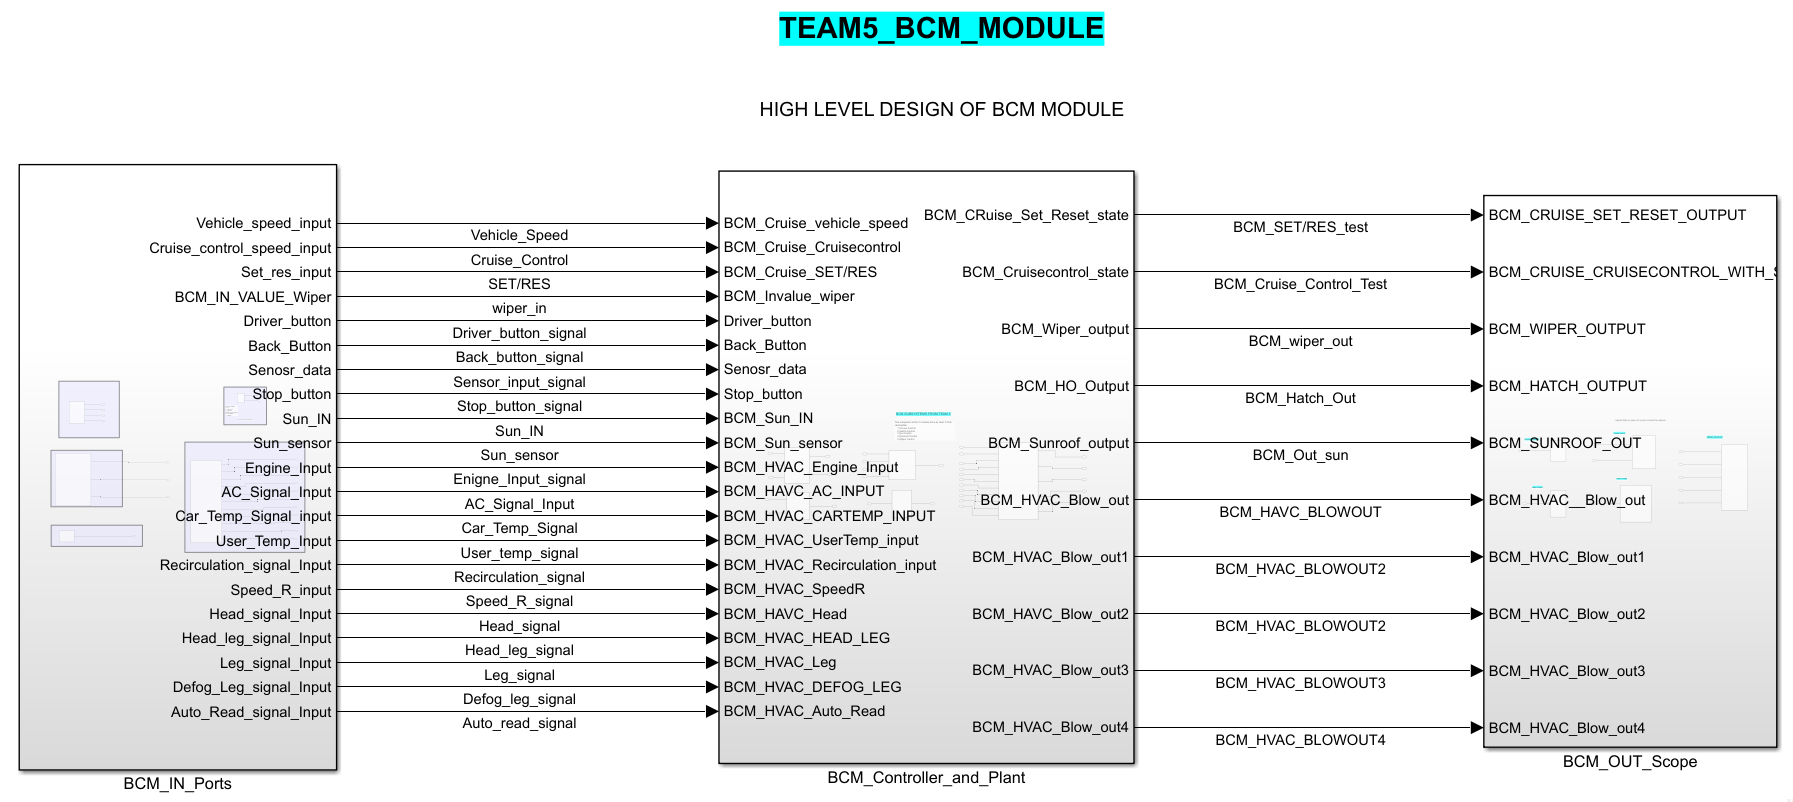 TEAM5_BCM_MODULE
HIGH LEVEL DESIGN OF BCM MODULE
Vehicle_speed_input
Cruise_control_speed_input
Set_res_input
BCM_IN_VALUE_Wiper
Driver_button
Back_Button
Senosr_data
Stop_button
Sun_IN
Sun_sensor
Engine_Input
AC_Signal_Input
Car_Temp_Signal_input
User_Temp_Input
Recirculation_signal_Input
Speed_R_input
Head_signal_Input
Head_leg_signal_Input
Leg_signal_Input
Defog_Leg_signal_Input
Auto_Read_signal_Input
BCM_IN_Ports
Vehicle_Speed
Cruise_Control
SET/RES
wiper_in
Driver_button_signal
Back_button_signal
Sensor_input_signal
Stop_button_signal
Sun_IN
Sun_sensor
Enigne_Input_signal
AC_Signal_Input
Car_Temp_Signal
User_temp_signal
Recirculation_signal
Speed_R_signal
Head_signal
Head_leg_signal
Leg_signal
Defog_leg_signal
Auto_read_signal
BCM_Cruise_vehicle_speed
BCM_Cruise_Cruisecontrol
BCM_Cruise_SET/RES
BCM_Invalue_wiper
Driver_button
Back_Button
Senosr_data
Stop_button
BCM_Sun_IN
BCM_Sun_sensor
BCM_HVAC_Engine_Input
BCM_HAVC_AC_INPUT
BCM_HVAC_CARTEMP_INPUT
BCM_HVAC_UserTemp_input
BCM_HVAC_Recirculation_input
BCM_HVAC_SpeedR
BCM_HAVC_Head
BCM_HVAC_HEAD_LEG
BCM_HVAC_Leg
BCM_HVAC_DEFOG_LEG
BCM_HVAC_Auto_Read
BCM_CRuise_Set_Reset_state
BCM_Cruisecontrol_state
BCM_Wiper_output
BCM_HO_Output
BCM_Sunroof_output
BCM_HVAC_Blow_out
BCM_HVAC_Blow_out1
BCM_HAVC_Blow_out2
BCM_HVAC_Blow_out3
BCM_HVAC_Blow_out4
BCM_Controller_and_Plant
BCM_SET/RES_test
BCM_Cruise_Control_Test
BCM_wiper_out
BCM_Hatch_Out
BCM_Out_sun
BCM_HAVC_BLOWOUT
BCM_HVAC_BLOWOUT2
BCM_HVAC_BLOWOUT2
BCM_HVAC_BLOWOUT3
BCM_HVAC_BLOWOUT4
BCM_CRUISE_SET_RESET_OUTPUT
BCM_CRUISE_CRUISECONTROL_WITH_S
BCM_WIPER_OUTPUT
BCM_HATCH_OUTPUT
BCM_SUNROOF_OUT
BCM_HVAC__Blow_out
BCM_HVAC_Blow_out1
BCM_HVAC_Blow_out2
BCM_HVAC_Blow_out3
BCM_HVAC_Blow_out4
BCM_OUT_Scope